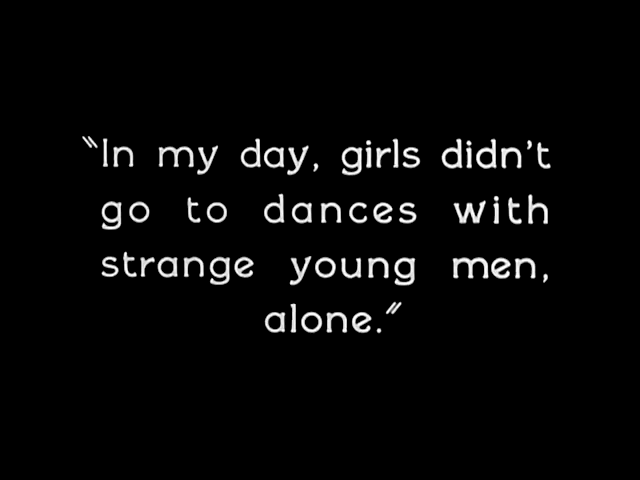 "In my day, girls didn't
go to dances with
strange young men,
alone."